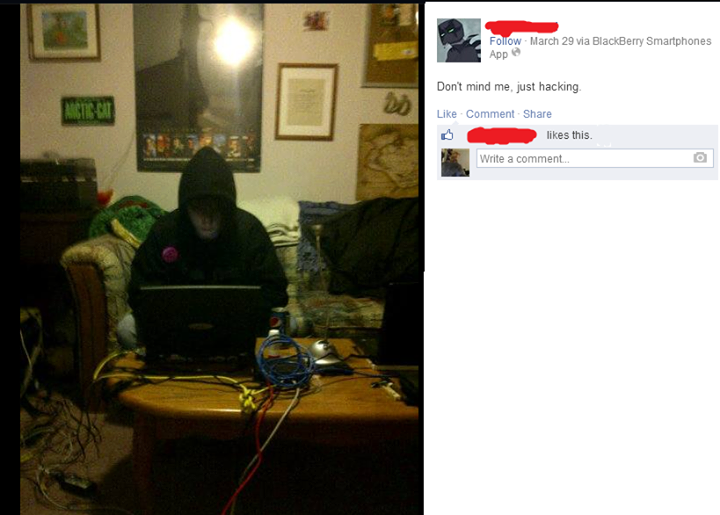 ARCTIC-CAT
Follow · March 29 via BlackBerry Smartphones
App
Don't mind me, just hacking.
Like · Comment · Share
likes this.
Write a comment...